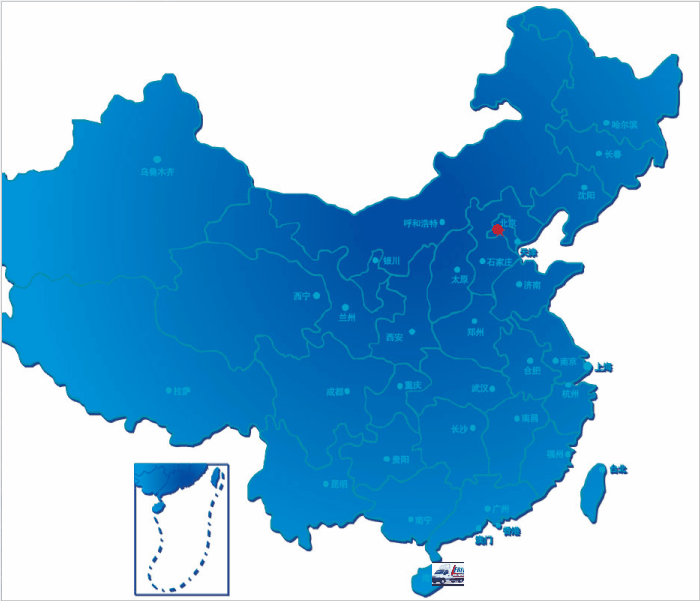 哈尔滨
长春
乌鲁木齐
沈阳
呼和浩特
北京
天津
银川
石家庄
太原
济南
西宁
兰州
郑州
西安
合肥
南京
上海
拉萨
成都
重庆
武汉
杭州
长沙
南昌
贵阳
福州
台北
昆明
广州
南宁
香港
澳门